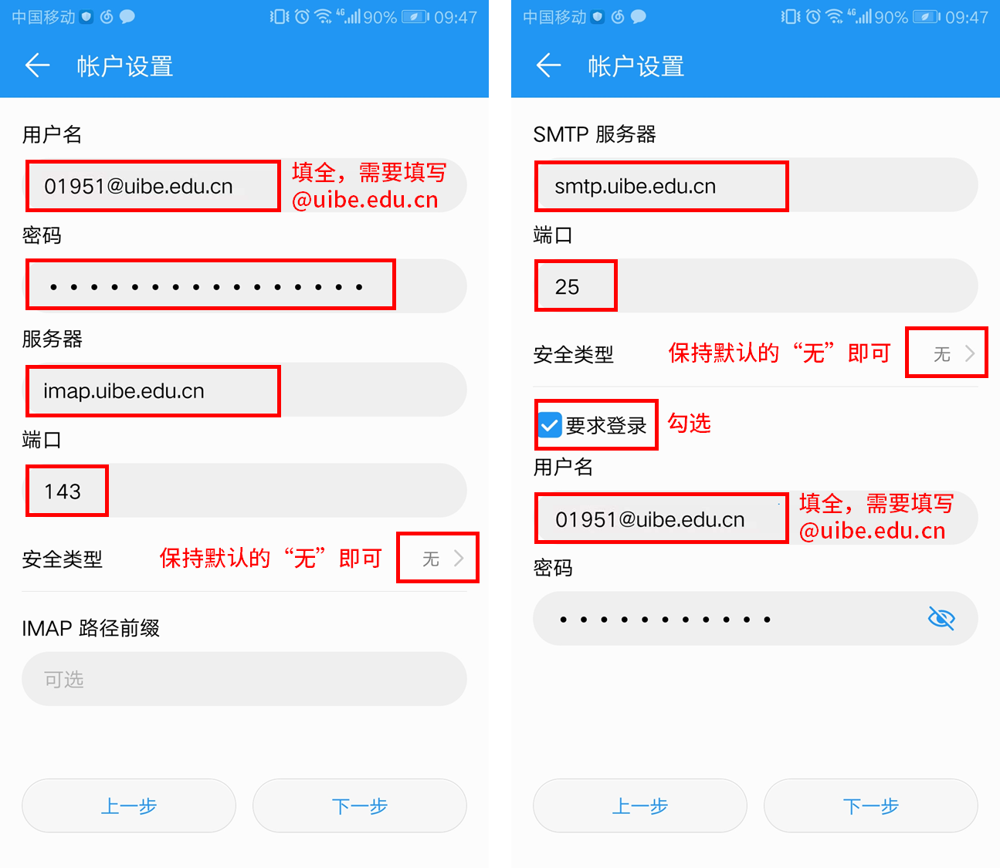 中国移动 4G 90% 09:47
帐户设置
用户名
01951@uibe.edu.cn
填全，需要填写
@uibe.edu.cn
密码
••••••••••••••••
服务器
imap.uibe.edu.cn
端口
143
安全类型 保持默认的“无”即可 无
IMAP 路径前缀
可选
上一步 下一步
中国移动 4G 90% 09:47
帐户设置
SMTP 服务器
smtp.uibe.edu.cn
端口
25
安全类型 保持默认的“无”即可 无
要求登录 勾选
用户名
01951@uibe.edu.cn
填全，需要填写
@uibe.edu.cn
密码
•••••••••••
上一步 下一步